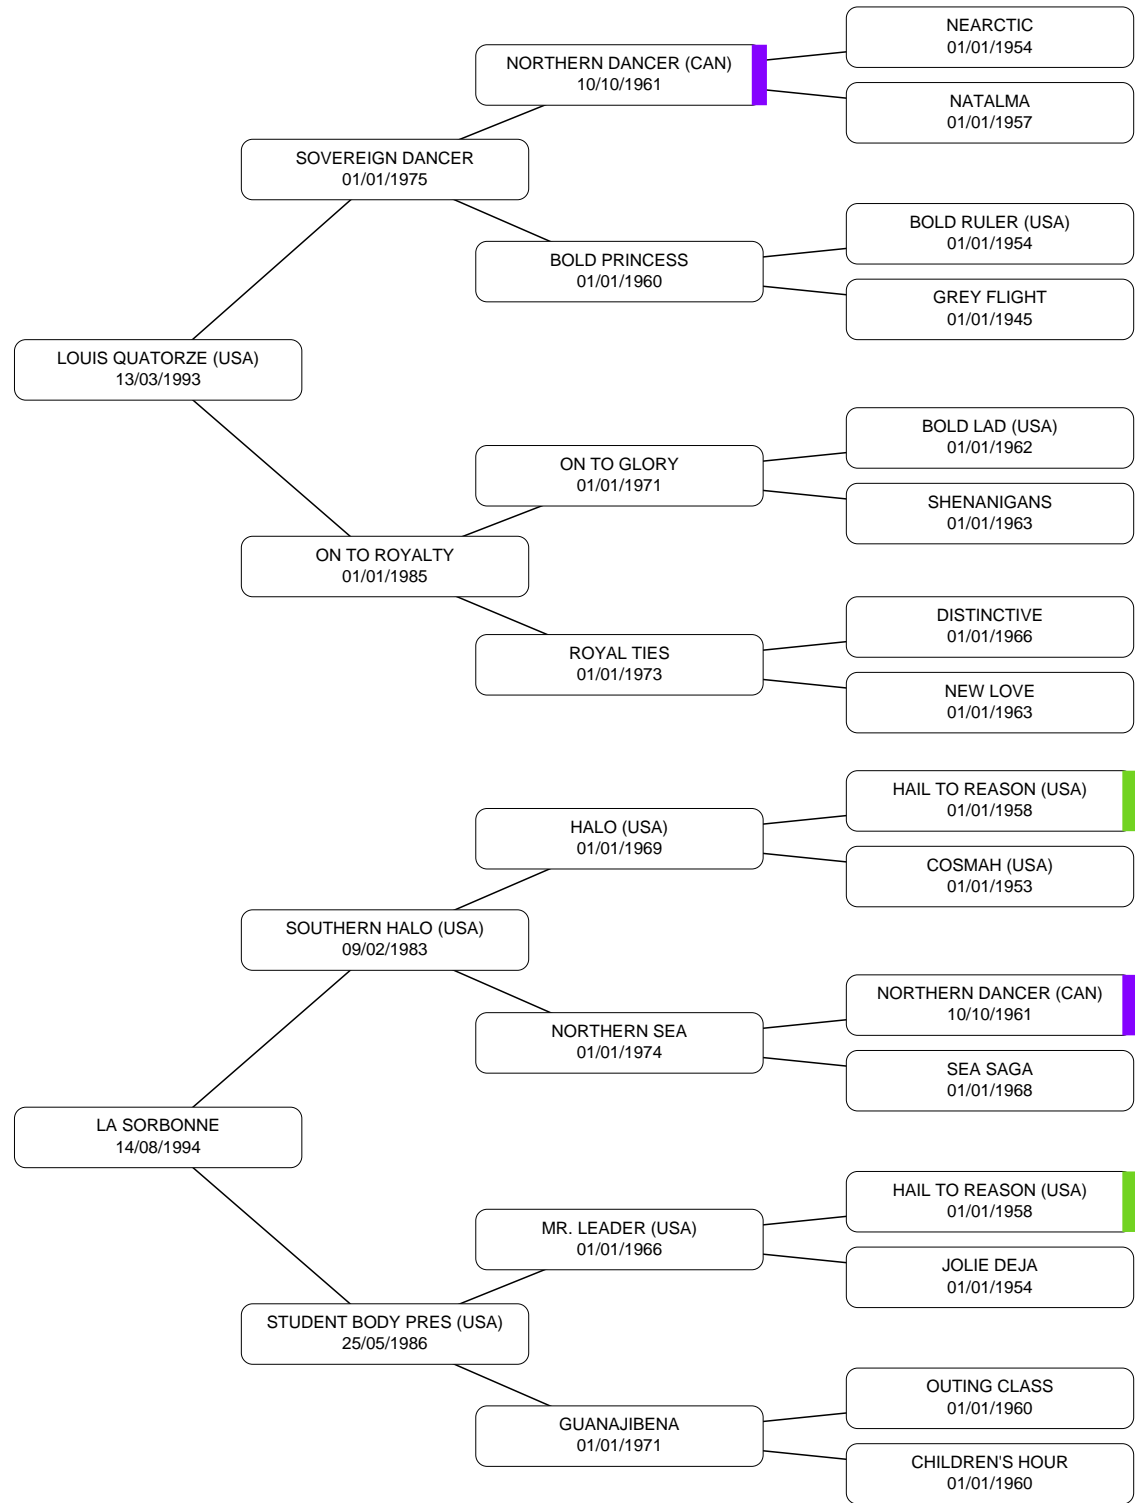 NEARCTIC
01/01/1954
NORTHERN DANCER (CAN)
10/10/1961
NATALMA
01/01/1957
SOVEREIGN DANCER
01/01/1975
BOLD RULER (USA)
01/01/1954
BOLD PRINCESS
01/01/1960
GREY FLIGHT
01/01/1945
LOUIS QUATORZE (USA)
13/03/1993
BOLD LAD (USA)
01/01/1962
ON TO GLORY
01/01/1971
SHENANIGANS
01/01/1963
ON TO ROYALTY
01/01/1985
DISTINCTIVE
01/01/1966
ROYAL TIES
01/01/1973
NEW LOVE
01/01/1963
HAIL TO REASON (USA)
01/01/1958
HALO (USA)
01/01/1969
COSMAH (USA)
01/01/1953
SOUTHERN HALO (USA)
09/02/1983
NORTHERN DANCER (CAN)
10/10/1961
NORTHERN SEA
01/01/1974
SEA SAGA
01/01/1968
LA SORBONNE
14/08/1994
HAIL TO REASON (USA)
01/01/1958
MR. LEADER (USA)
01/01/1966
JOLIE DEJA
01/01/1954
STUDENT BODY PRES (USA)
25/05/1986
OUTING CLASS
01/01/1960
GUANAJIBENA
01/01/1971
CHILDREN'S HOUR
01/01/1960